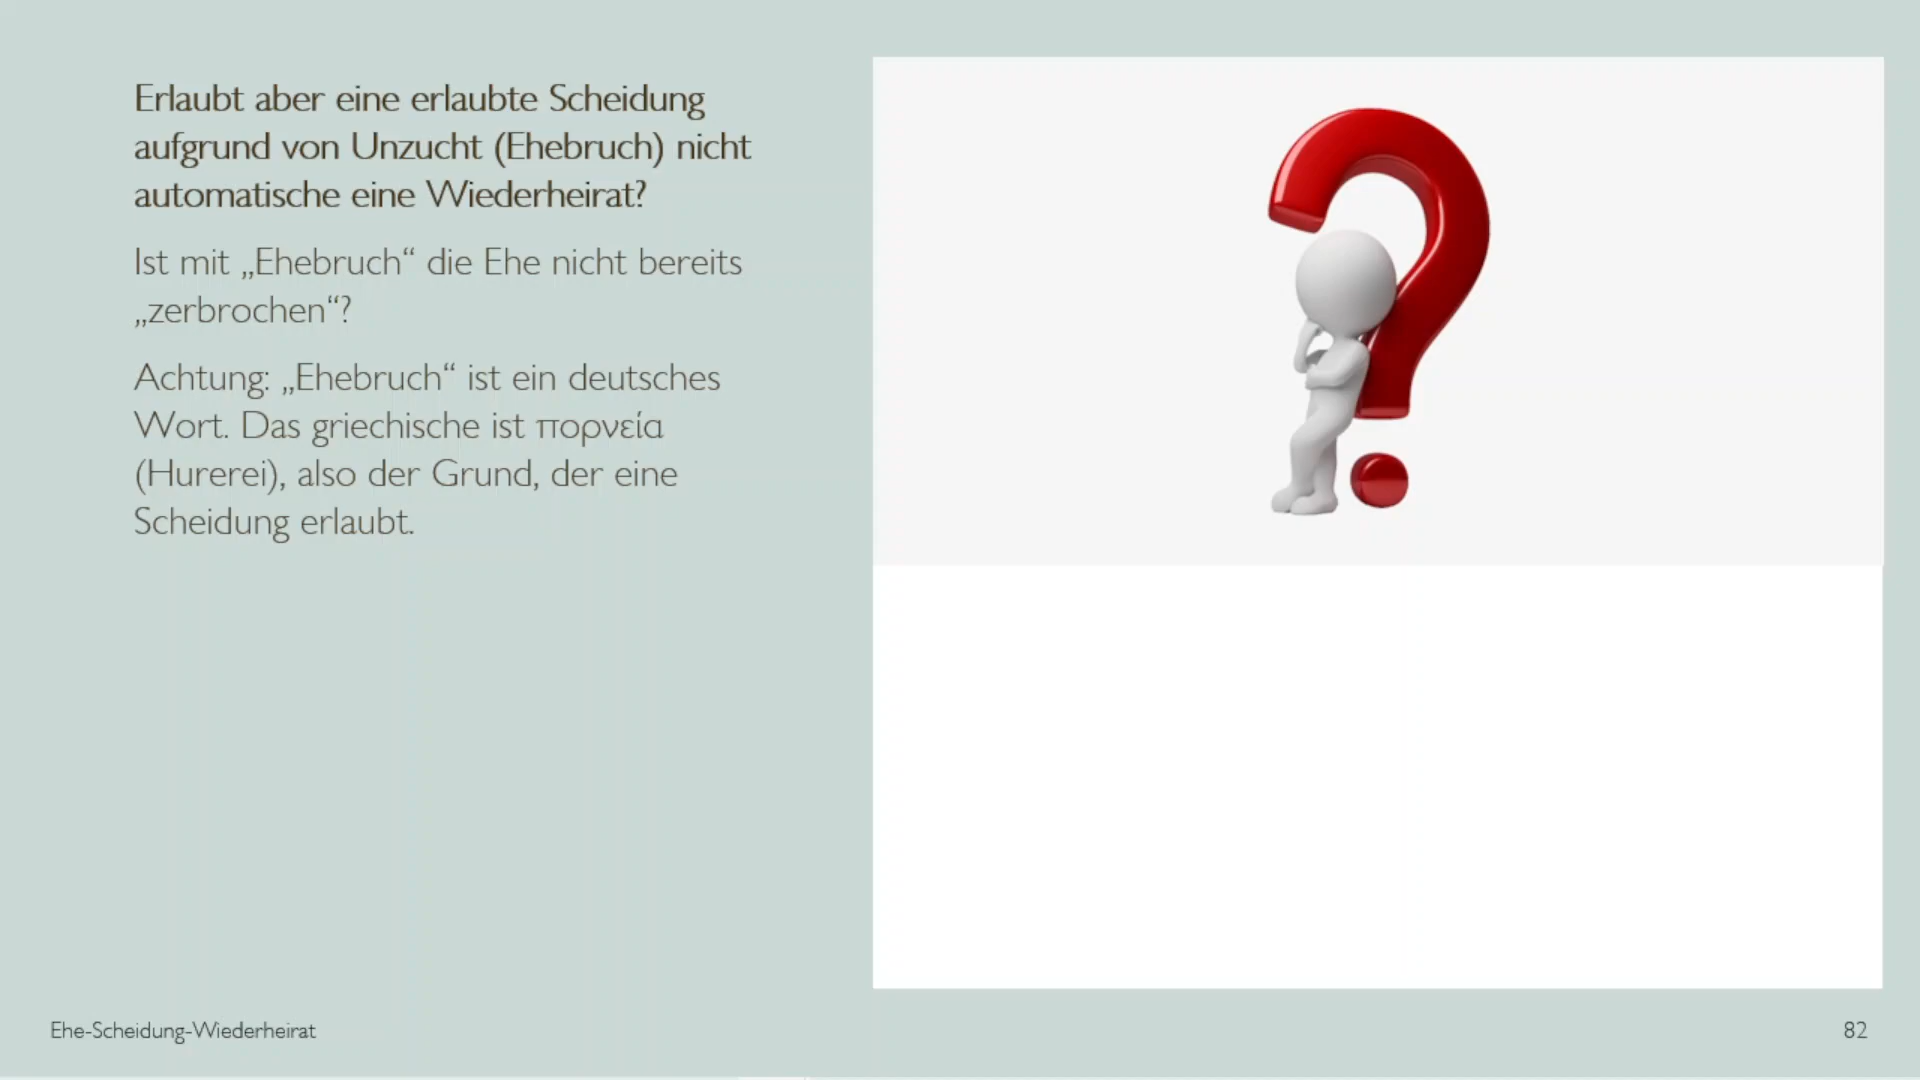 Erlaubt aber eine erlaubte Scheidung
aufgrund von Unzucht (Ehebruch) nicht
automatische eine Wiederheirat?
Ist mit „Ehebruch“ die Ehe nicht bereits
„zerbrochen“?
Achtung: „Ehebruch“ ist ein deutsches
Wort. Das griechische ist πορνεία
(Hurerei), also der Grund, der eine
Scheidung erlaubt.
Ehe-Scheidung-Wiederheirat
82